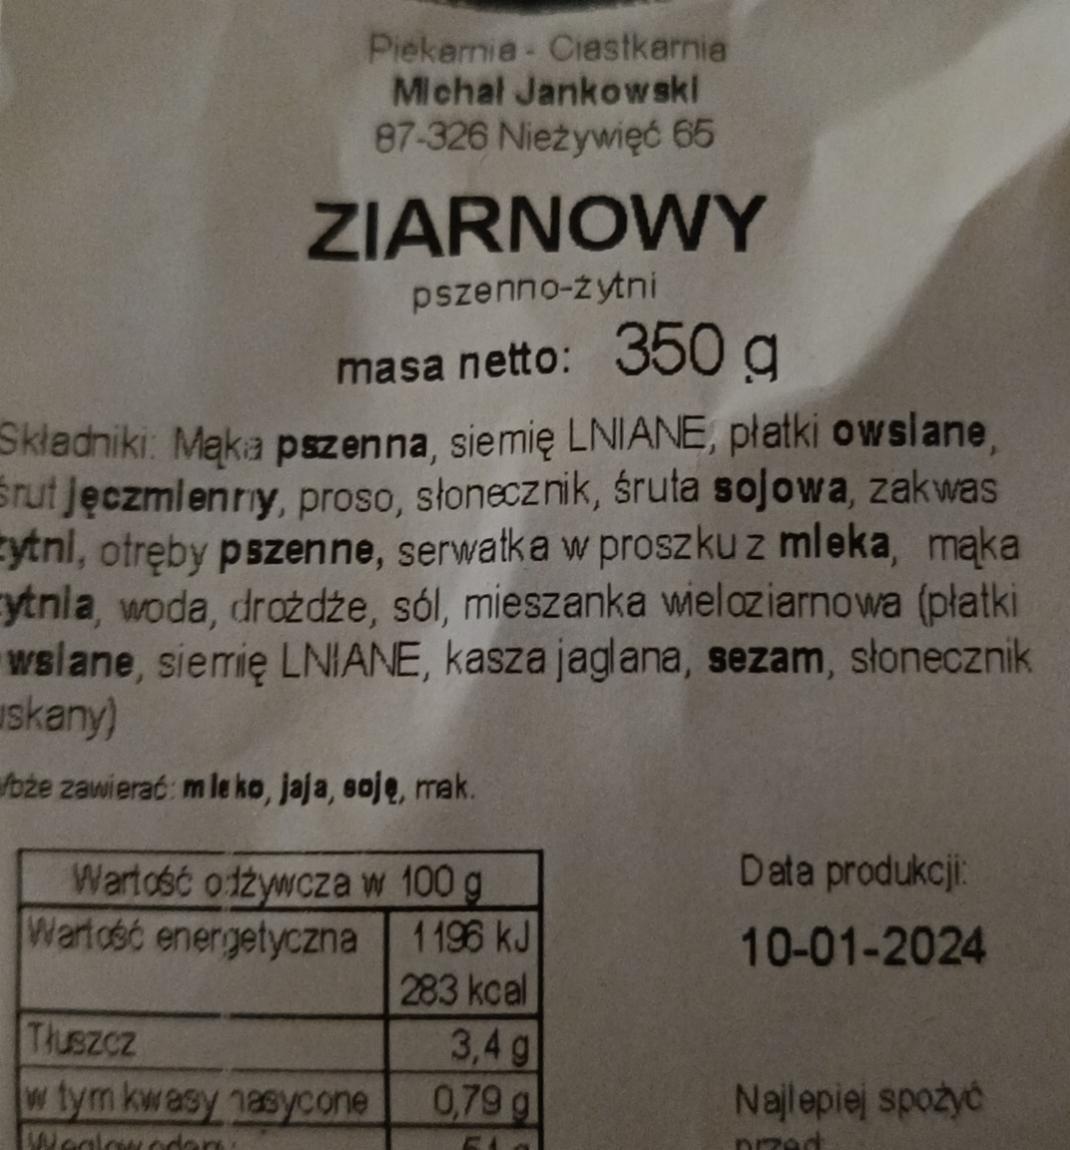 Piekarnia - Ciastkarnia
Michał Jankowski
87-326 Nieżywięć 65
ZIARNOWY
pszenno-żytni
masa netto: 350 g
Składniki: Mąka pszenna, siemię LNIANE, płatki owsiane,
śrut jęczmienny, proso, słonecznik, śruta sojowa, zakwas
żytni, otręby pszenne, serwatka w proszku z mleka, mąka
ytnia, woda, drożdże, sól, mieszanka wieloziarnowa (płatki
wsiane, siemię LNIANE, kasza jaglana, sezam, słonecznik
uskany)
Może zawierać: mleko, jaja, soję, mak.
Wartość odżywcza w 100 g
Wartość energetyczna 1196 kJ
283 kcal
Tłuszcz 3,4 g
w tym kwasy nasycone 0,79 g
Data produkcji:
10-01-2024
Najlepiej spożyć
przed